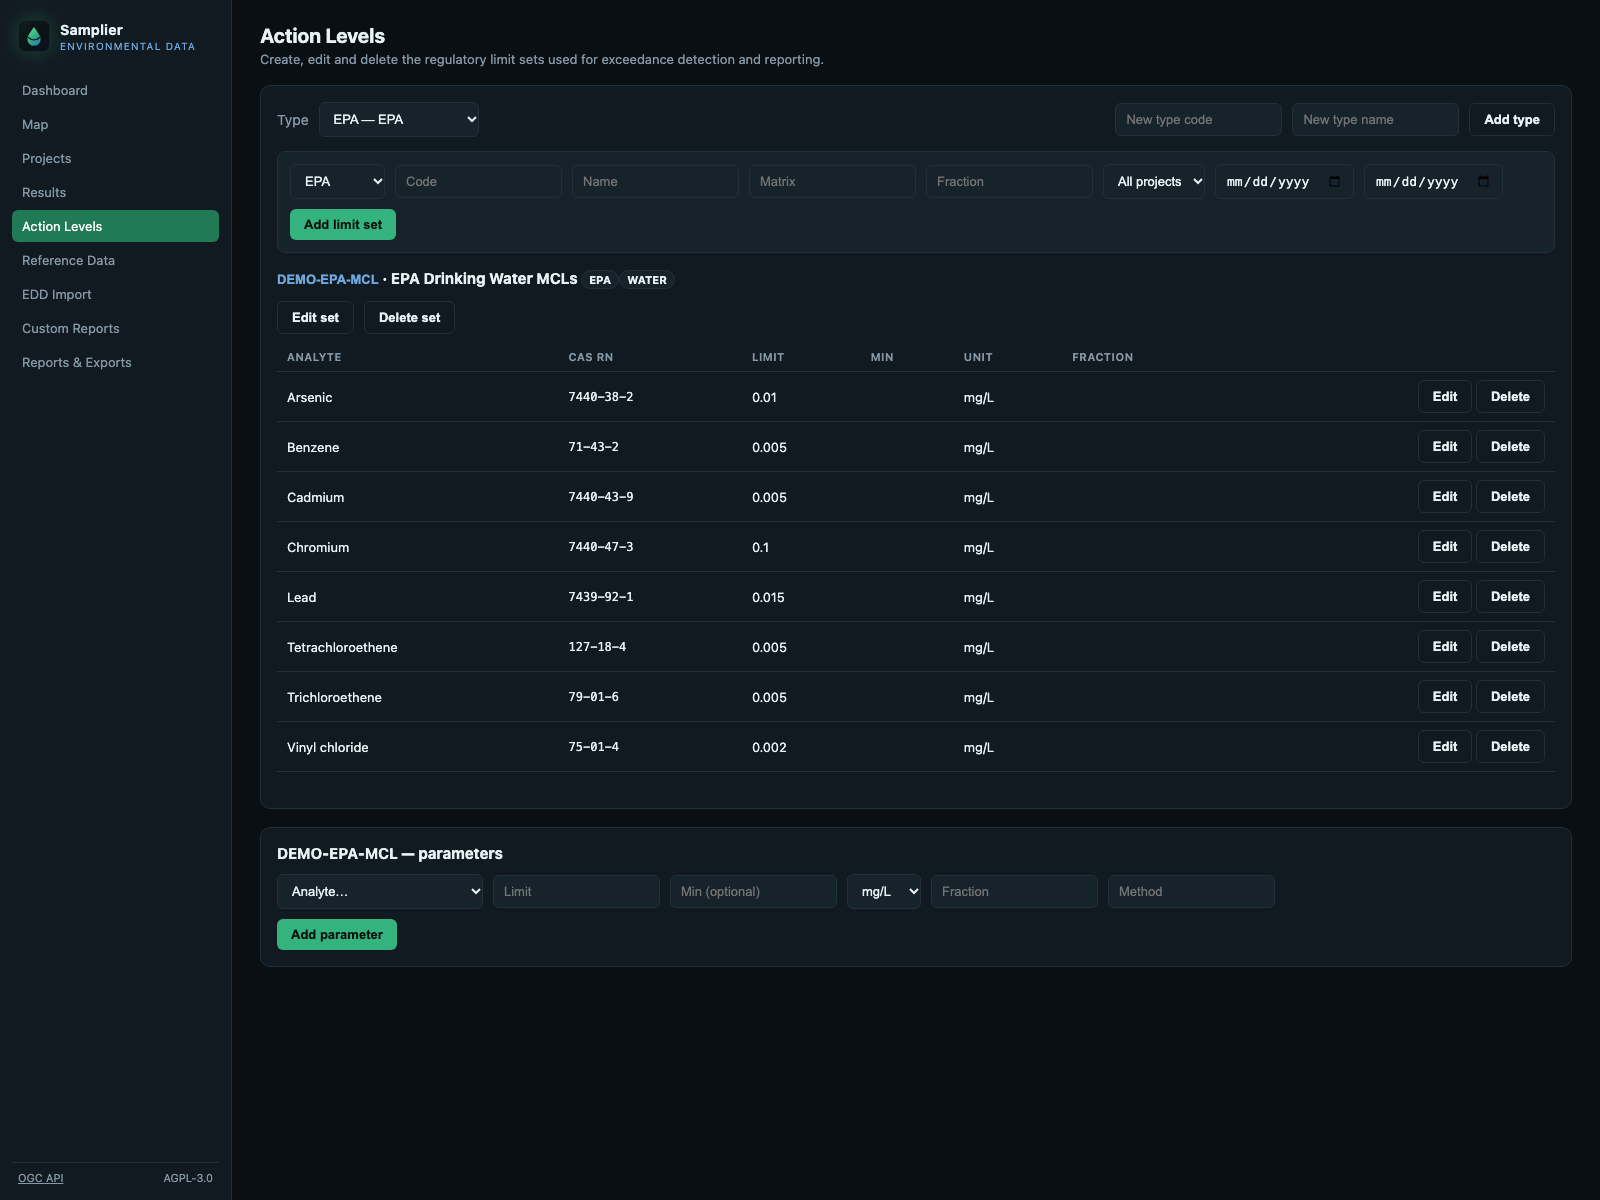 Samplier
ENVIRONMENTAL DATA
Dashboard
Map
Projects
Results
Action Levels
Reference Data
EDD Import
Custom Reports
Reports & Exports
OGC API AGPL-3.0
Action Levels
Create, edit and delete the regulatory limit sets used for exceedance detection and reporting.
Type EPA — EPA New type code New type name Add type
EPA Code Name Matrix Fraction All projects mm/dd/yyyy mm/dd/yyyy
Add limit set
DEMO-EPA-MCL · EPA Drinking Water MCLs EPA WATER
Edit set Delete set
ANALYTE CAS RN LIMIT MIN UNIT FRACTION
Arsenic 7440-38-2 0.01 mg/L Edit Delete
Benzene 71-43-2 0.005 mg/L Edit Delete
Cadmium 7440-43-9 0.005 mg/L Edit Delete
Chromium 7440-47-3 0.1 mg/L Edit Delete
Lead 7439-92-1 0.015 mg/L Edit Delete
Tetrachloroethene 127-18-4 0.005 mg/L Edit Delete
Trichloroethene 79-01-6 0.005 mg/L Edit Delete
Vinyl chloride 75-01-4 0.002 mg/L Edit Delete
DEMO-EPA-MCL — parameters
Analyte... Limit Min (optional) mg/L Fraction Method
Add parameter